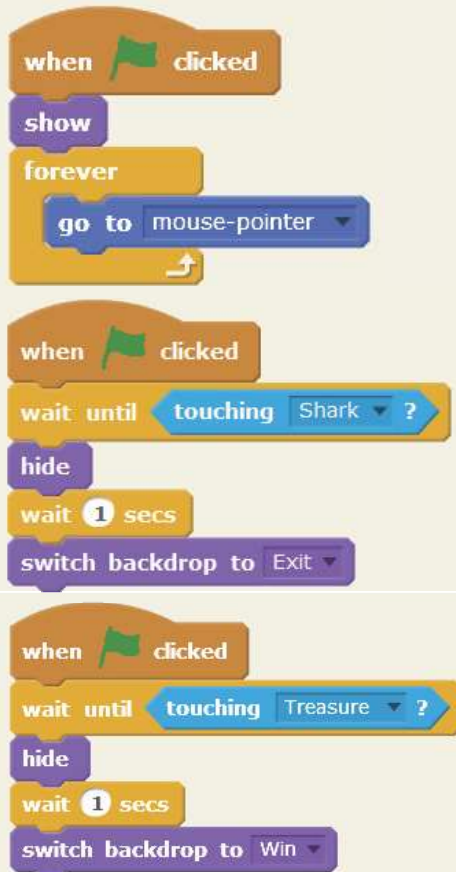 when clicked
show
forever
go to mouse-pointer
when clicked
wait until touching Shark ?
hide
wait 1 secs
switch backdrop to Exit
when clicked
wait until touching Treasure ?
hide
wait 1 secs
switch backdrop to Win